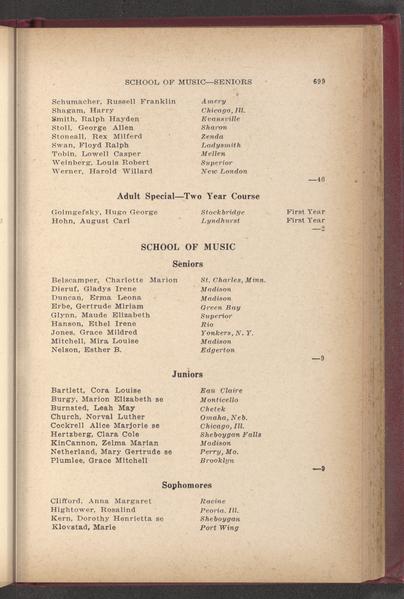 SCHOOL OF MUSIC—SENIORS 699
Schumacher, Russell Franklin Amery
Shagam, Harry Chicago, Ill.
Smith, Ralph Hayden Evansville
Stoll, George Allen Sharon
Stoneall, Rex Milferd Zenda
Swan, Floyd Ralph Ladysmith
Tobin, Lowell Casper Mellen
Weinberg, Louis Robert Superior
Werner, Harold Willard New London
—46
Adult Special—Two Year Course
Golmgefsky, Hugo George Stockbridge First Year
Hohn, August Carl Lyndhurst First Year
—2
SCHOOL OF MUSIC
Seniors
Belscamper, Charlotte Marion St. Charles, Minn.
Dieruf, Gladys Irene Madison
Duncan, Erma Leona Madison
Erbe, Gertrude Miriam Green Bay
Glynn, Maude Elizabeth Superior
Hanson, Ethel Irene Rio
Jones, Grace Mildred Yonkers, N. Y.
Mitchell, Mira Louise Madison
Nelson, Esther B. Edgerton
—9
Juniors
Bartlett, Cora Louise Eau Claire
Burgy, Marion Elizabeth se Monticello
Burnsted, Leah May Chetek
Church, Norval Luther Omaha, Neb.
Cockrell Alice Marjorie se Chicago, Ill.
Hertzberg, Clara Cole Sheboygan Falls
KinCannon, Zelma Marian Madison
Netherland, Mary Gertrude se Perry, Mo.
Plumlee, Grace Mitchell Brooklyn
—9
Sophomores
Clifford, Anna Margaret Racine
Hightower, Rosalind Peoria, Ill.
Kern, Dorothy Henrietta se Sheboygan
Klovstad, Marie Port Wing